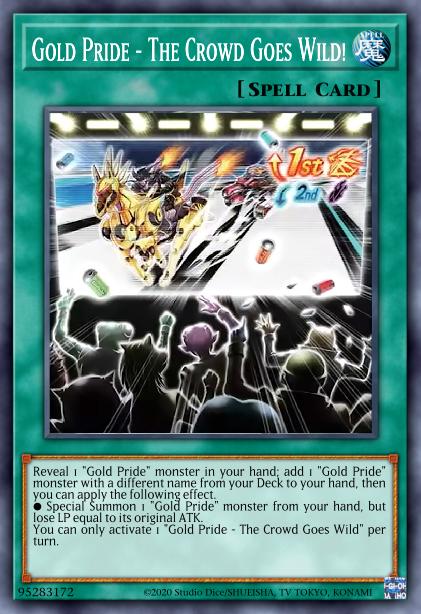 Gold Pride - The Crowd Goes Wild!
SPELL
魔
[ Spell Card ]
1st
2nd
Reveal 1 "Gold Pride" monster in your hand; add 1 "Gold Pride"
monster with a different name from your Deck to your hand, then
you can apply the following effect.
● Special Summon 1 "Gold Pride" monster from your hand, but
lose LP equal to its original ATK.
You can only activate 1 "Gold Pride - The Crowd Goes Wild" per
turn.
95283172
©2020 Studio Dice/SHUEISHA, TV TOKYO, KONAMI